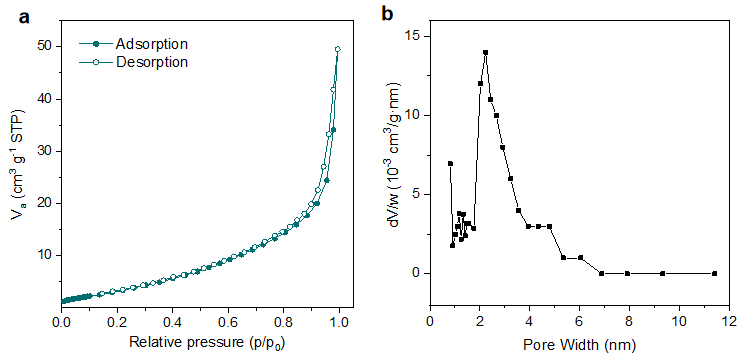 a
50
40
30
20
10
Adsorption
Desorption
Vₐ (cm³ g⁻¹ STP)
0.0 0.2 0.4 0.6 0.8 1.0
Relative pressure (p/p₀)
b
15
10
5
0
dV/w (10⁻³ cm³/g·nm)
0 2 4 6 8 10 12
Pore Width (nm)